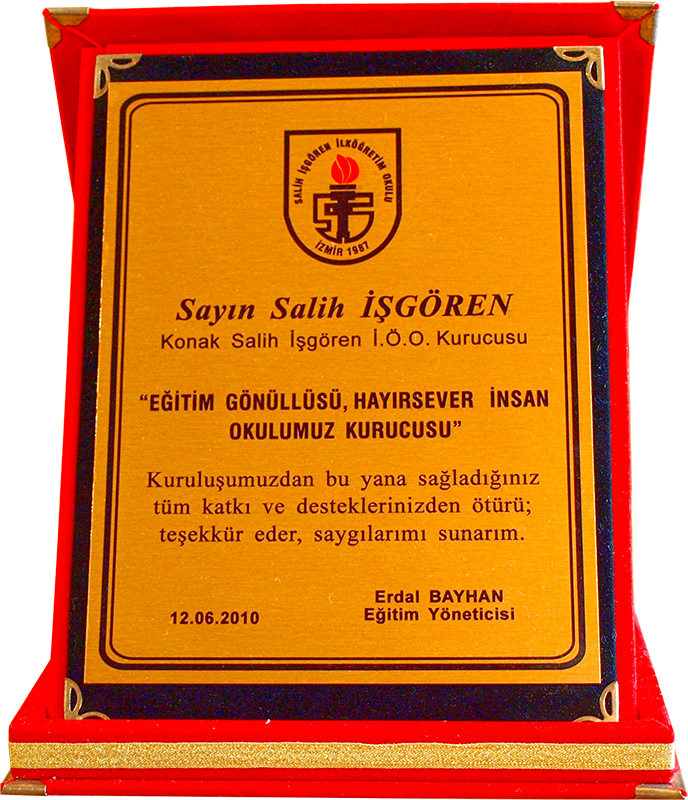 SALİH İŞGÖREN İLKÖĞRETİM OKULU
İZMİR 1987
Sayın Salih İŞGÖREN
Konak Salih İşgören İ.Ö.O. Kurucusu
“EĞİTİM GÖNÜLLÜSÜ, HAYIRSEVER İNSAN
OKULUMUZ KURUCUSU”
Kuruluşumuzdan bu yana sağladığınız
tüm katkı ve desteklerinizden ötürü;
teşekkür eder, saygılarımı sunarım.
Erdal BAYHAN
12.06.2010 Eğitim Yöneticisi